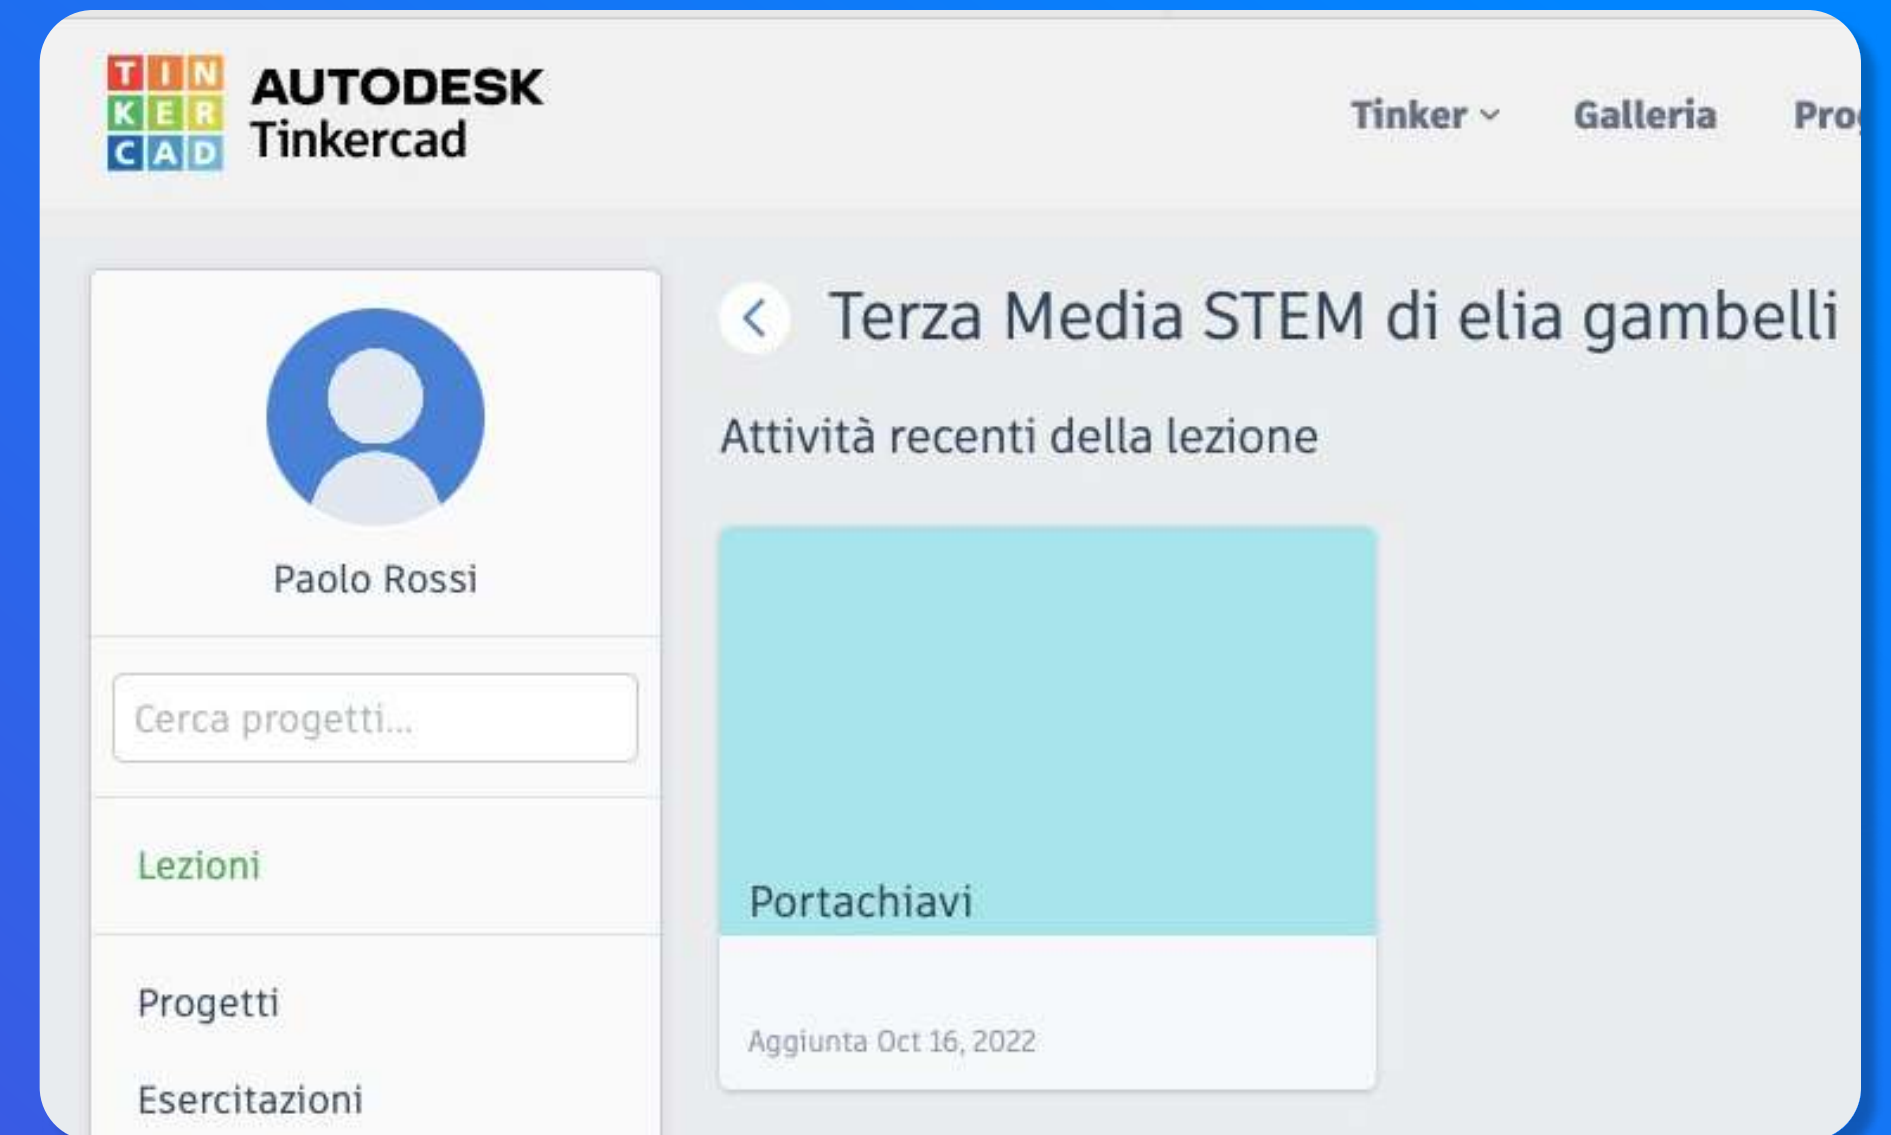 TIN
KER
CAD
AUTODESK
Tinkercad
Tinker
Galleria
Terza Media STEM di elia gambelli
Attività recenti della lezione
Paolo Rossi
Cerca progetti...
Lezioni
Portachiavi
Progetti
Aggiunta Oct 16, 2022
Esercitazioni